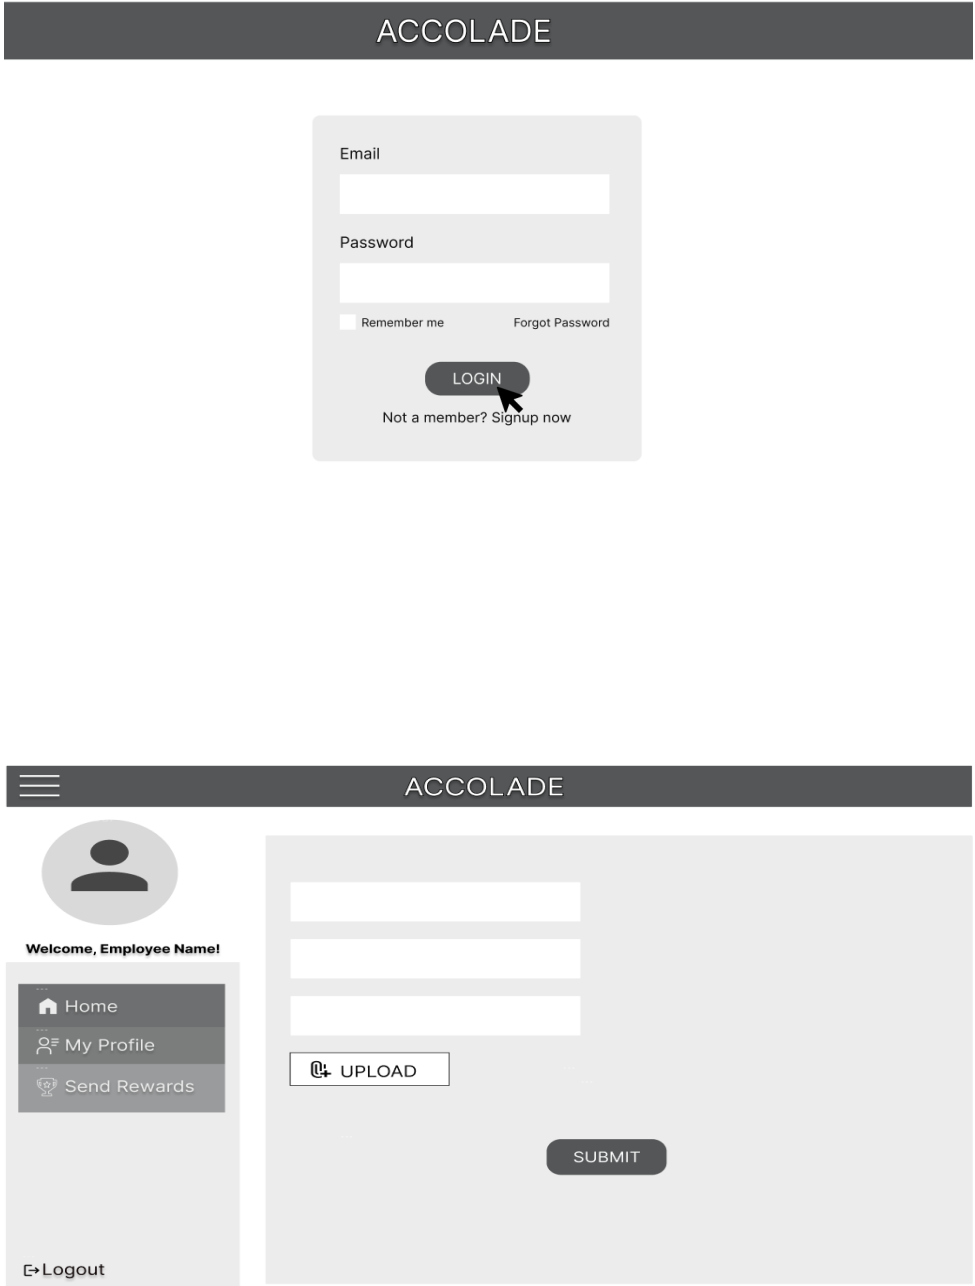 ACCOLADE
Email
Password
Remember me Forgot Password
LOGIN
Not a member? Signup now
ACCOLADE
Welcome, Employee Name!
Home
My Profile
Send Rewards
UPLOAD
SUBMIT
Logout